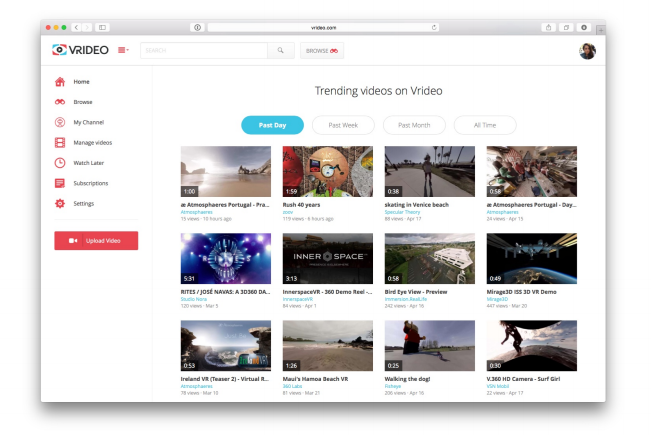 vrideo.com
VRIDEO
SEARCH
BROWSE
Home
Browse
My Channel
Manage videos
Watch Later
Subscriptions
Settings
Upload Video
Trending videos on Vrideo
Past Day
Past Week
Past Month
All Time
1:00
æ Atmosphaeres Portugal - Pra...
Atmosphaeres
15 views · 10 hours ago
1:59
Rush 40 years
119 views · 6 hours ago
0:38
skating in Venice beach
Specular Theory
88 views · Apr 17
0:58
æ Atmosphaeres Portugal - Day...
Atmosphaeres
24 views · Apr 15
5:31
RITES / JOSÉ NAVAS: A 3D360 DA...
Studio Nora
120 views · Mar 5
INNER SPACE
3:13
InnerspaceVR - 360 Demo Reel -...
InnerspaceVR
84 views · Apr 1
0:58
Bird Eye View - Preview
Immersion RealLife
242 views · Apr 16
0:49
Mirage3D ISS 3D VR Demo
Mirage3D
447 views · Mar 20
0:53
Ireland VR (Teaser 2) - Virtual R...
Atmosphaeres
78 views · Mar 10
1:26
Maui's Hamoa Beach VR
360 Labs
81 views · Mar 21
0:25
Walking the dog!
Fisheye
206 views · Apr 16
0:30
V.360 HD Camera - Surf Girl
VSN Mobil
22 views · Apr 17